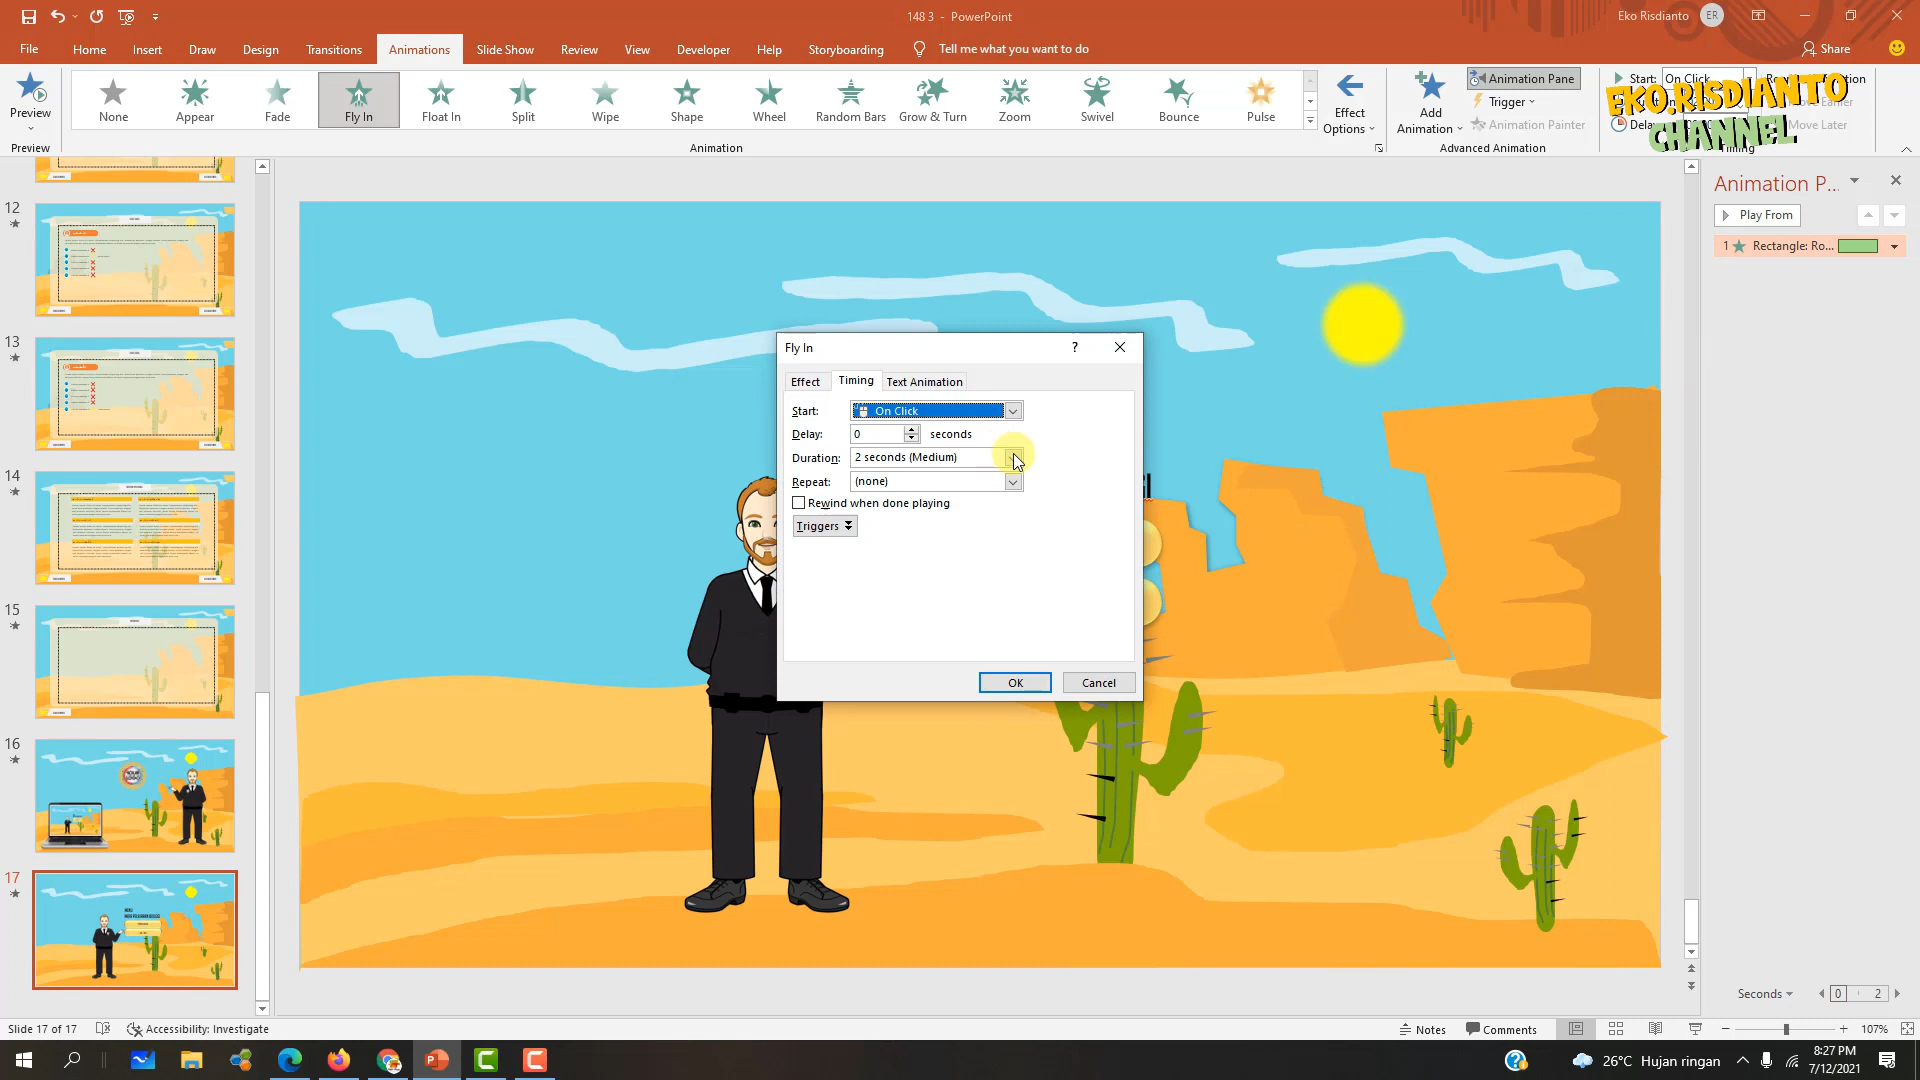 148 3 - PowerPoint
Eko Risdianto
ER
File
Home
Insert
Draw
Design
Transitions
Animations
Slide Show
Review
View
Developer
Help
Storyboarding
Tell me what you want to do
Share
Preview
None
Appear
Fade
Fly In
Float In
Split
Wipe
Shape
Wheel
Random Bars
Grow & Turn
Zoom
Swivel
Bounce
Pulse
Effect
Options
Add
Animation
Animation Pane
Trigger
Animation Painter
Start: On Click
Move Later
EKO.RISDIANTO
CHANNEL
Preview
Animation
Advanced Animation
Timing
Animation P...
Play From
1 Rectangle: Ro...
12
13
14
15
16
17
Fly In
?
Effect
Timing
Text Animation
Start: On Click
Delay: 0 seconds
Duration: 2 seconds (Medium)
Repeat: (none)
Rewind when done playing
Triggers
OK
Cancel
Seconds
0
2
Slide 17 of 17
Accessibility: Investigate
Notes
Comments
107%
26°C Hujan ringan
8:27 PM
7/12/2021